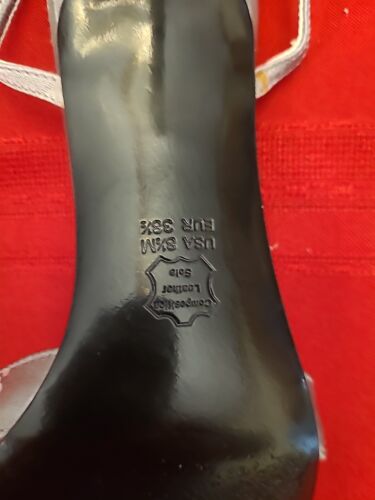 Composition
Leather
Sole
USA 8½M
EUR 38½